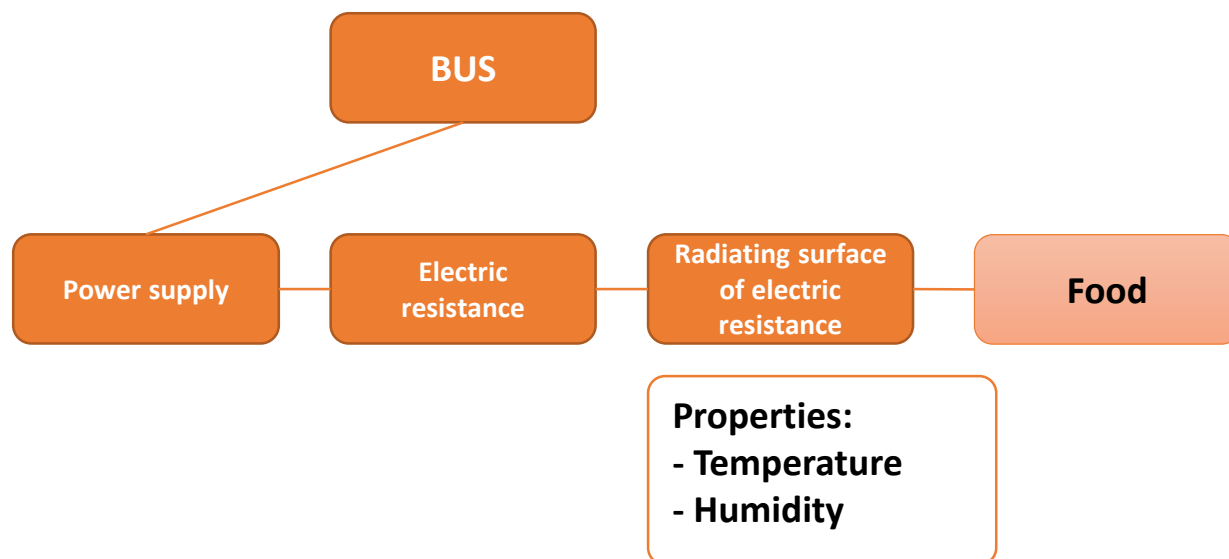 BUS
Power supply
Electric
resistance
Radiating surface
of electric
resistance
Food
Properties:
- Temperature
- Humidity